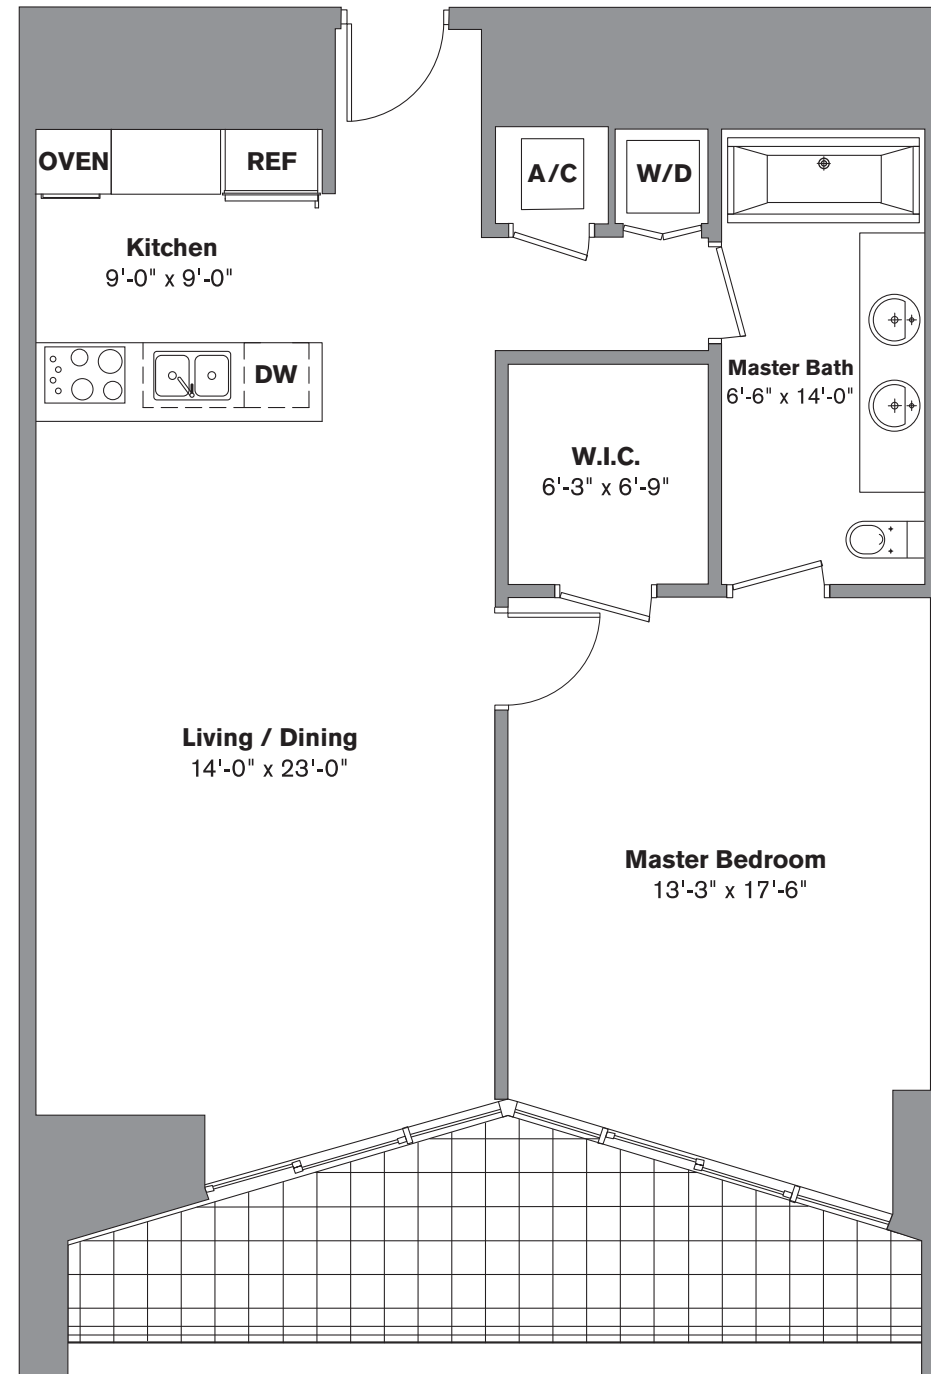 OVEN
REF
A/C
W/D
Kitchen
9'-0" x 9'-0"
DW
Master Bath
6'-6" x 14'-0"
W.I.C.
6'-3" x 6'-9"
Living / Dining
14'-0" x 23'-0"
Master Bedroom
13'-3" x 17'-6"